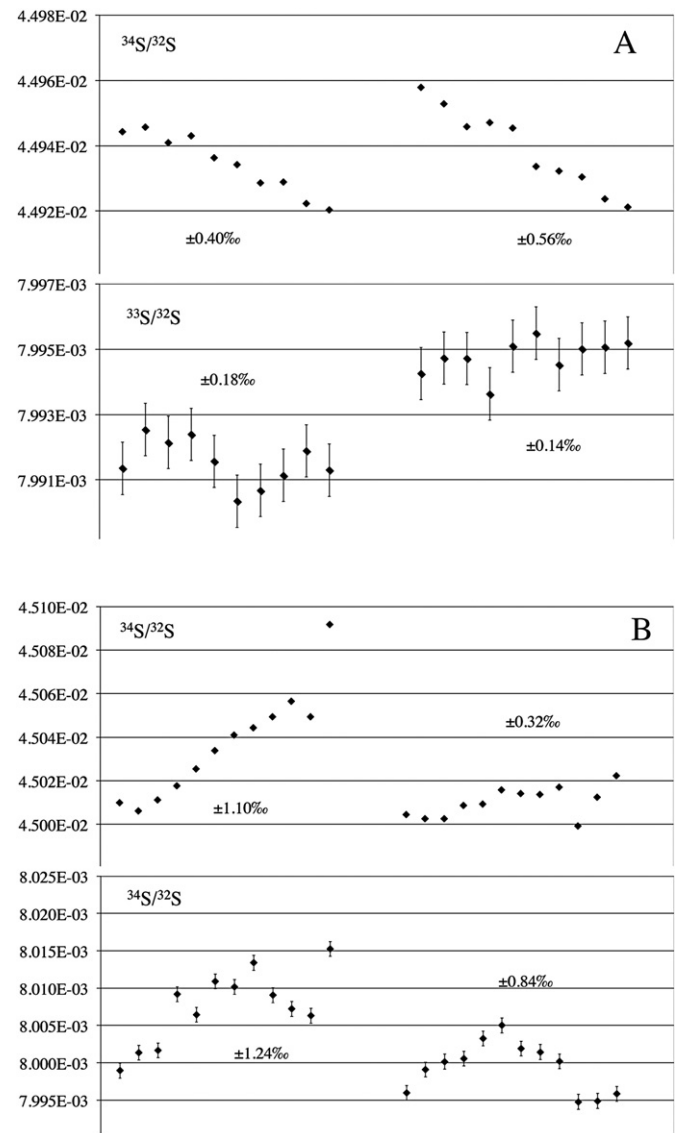 4.498E-02
³⁴S/³²S
A
4.496E-02
4.494E-02
4.492E-02
±0.40‰
±0.56‰
7.997E-03
³³S/³²S
7.995E-03
±0.18‰
7.993E-03
±0.14‰
7.991E-03
4.510E-02
³⁴S/³²S
B
4.508E-02
4.506E-02
±0.32‰
4.504E-02
4.502E-02
±1.10‰
4.500E-02
8.025E-03
³⁴S/³²S
8.020E-03
8.015E-03
±0.84‰
8.010E-03
8.005E-03
±1.24‰
8.000E-03
7.995E-03